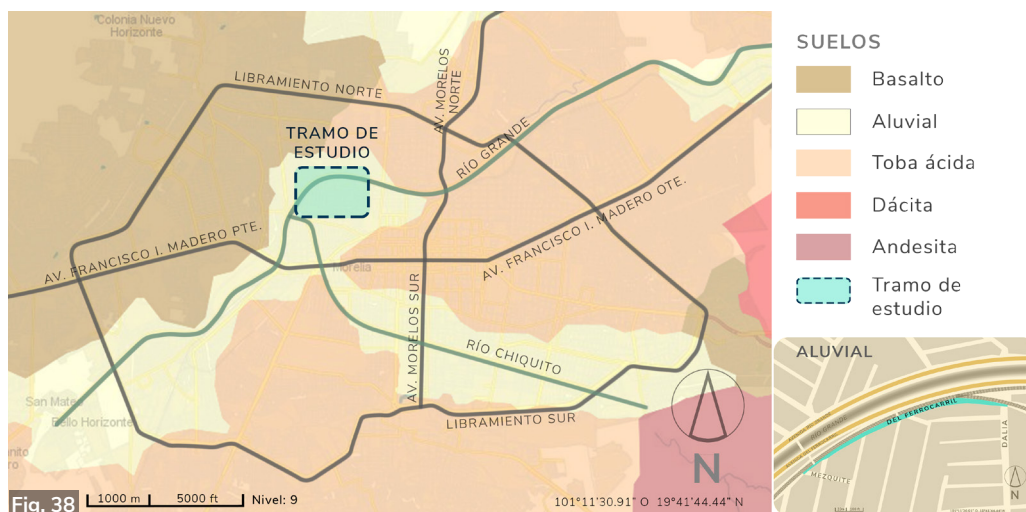 Colonia Nuevo
Horizonte
LIBRAMIENTO NORTE
AV. MORELOS
NORTE
TRAMO DE
ESTUDIO
RÍO GRANDE
AV. FRANCISCO I. MADERO PTE.
AV. FRANCISCO I. MADERO OTE.
Morelia
AV. MORELOS SUR
RÍO CHIQUITO
San Mateo
Bello Horizonte
LIBRAMIENTO SUR
N
Fig. 38
1000 m
5000 ft
Nivel: 9
101°11'30.91" O 19°41'44.44" N
SUELOS
Basalto
Aluvial
Toba ácida
Dácita
Andesita
Tramo de
estudio
ALUVIAL
RÍO GRANDE
DEL FERROCARRIL
DALIA
MEZQUITE
N